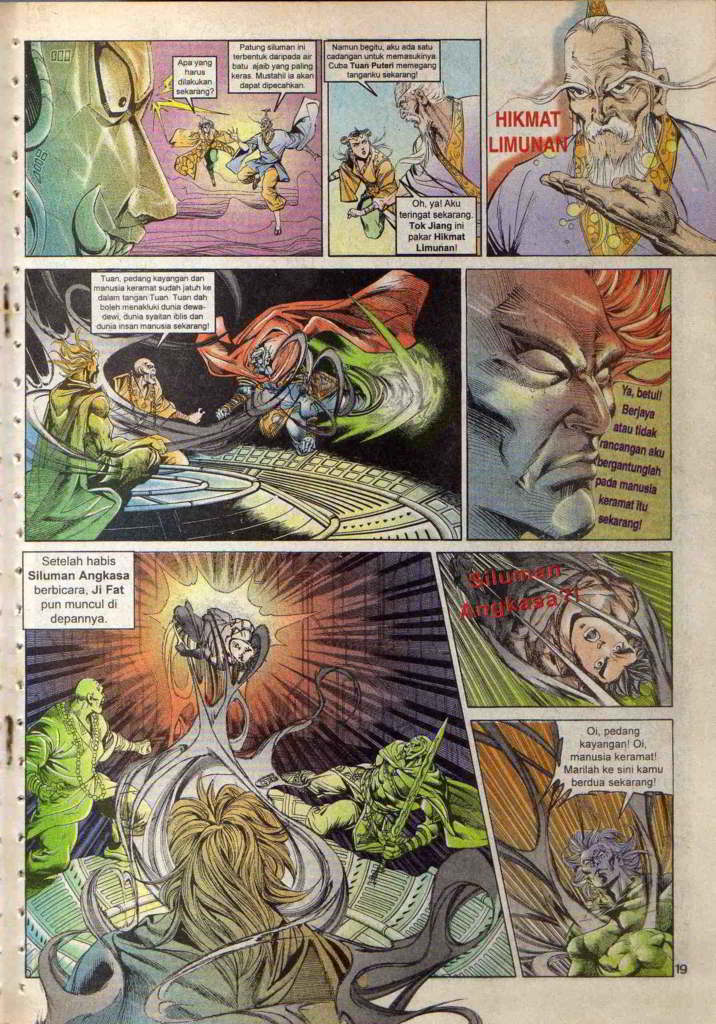 Apa yang
harus
dilakukan
sekarang?
Patung siluman ini
terbentuk daripada air
batu ajaib yang paling
keras. Mustahil ia akan
dapat dipecahkan.
Namun begitu, aku ada satu
cadangan untuk memasukinya.
Cuba Tuan Puteri memegang
tanganku sekarang!
Oh, ya! Aku
teringat sekarang.
Tok Jiang ini
pakar Hikmat
Limunan!
HIKMAT
LIMUNAN
Tuan, pedang kayangan dan
manusia keramat sudah jatuh ke
dalam tangan Tuan. Tuan dah
boleh menakluki dunia dewa-
dewi, dunia syaitan iblis dan
dunia insan manusia sekarang!
Ya, betul!
Berjaya
atau tidak
rancangan aku
bergantunglah
pada manusia
keramat itu
sekarang!
Setelah habis
Siluman Angkasa
berbicara, Ji Fat
pun muncul di
depannya.
Siluman
Angkasa?!
Oi, pedang
kayangan! Oi,
manusia keramat!
Marilah ke sini kamu
berdua sekarang!
19